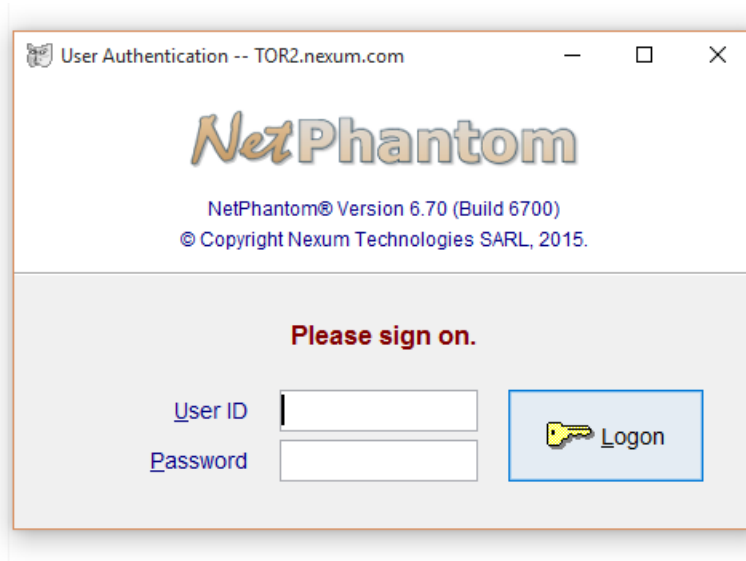 User Authentication -- TOR2.nexum.com
NetPhantom
NetPhantom® Version 6.70 (Build 6700)
© Copyright Nexum Technologies SARL, 2015.
Please sign on.
User ID
Logon
Password